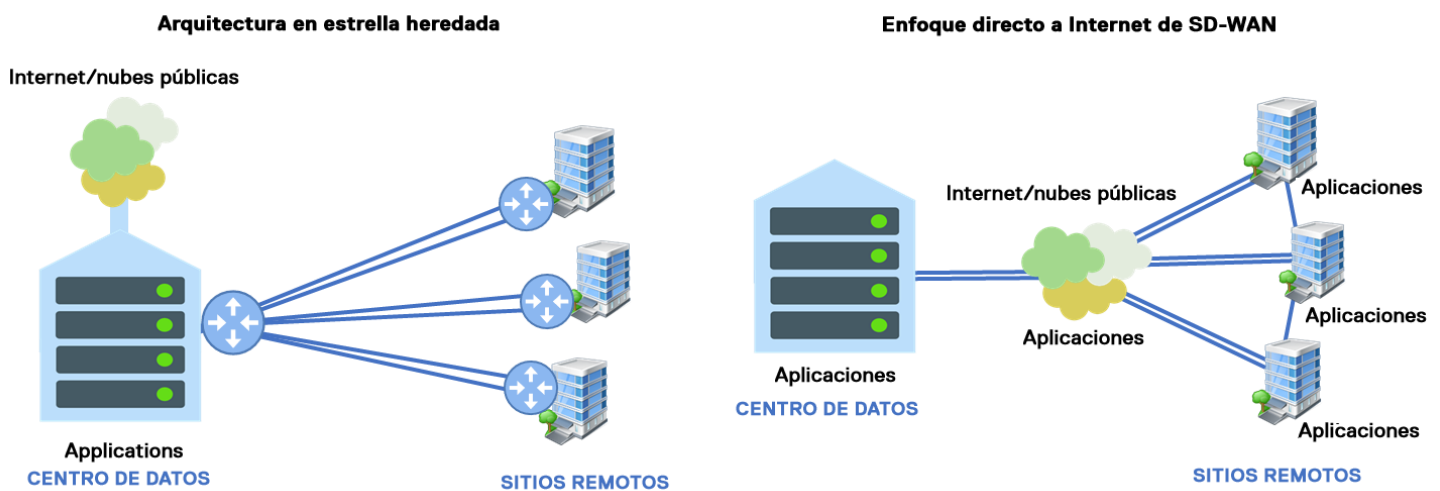 Arquitectura en estrella heredada
Internet/nubes públicas
Applications
CENTRO DE DATOS
SITIOS REMOTOS
Enfoque directo a Internet de SD-WAN
Internet/nubes públicas
Aplicaciones
Aplicaciones
Aplicaciones
Aplicaciones
CENTRO DE DATOS
Aplicaciones
SITIOS REMOTOS